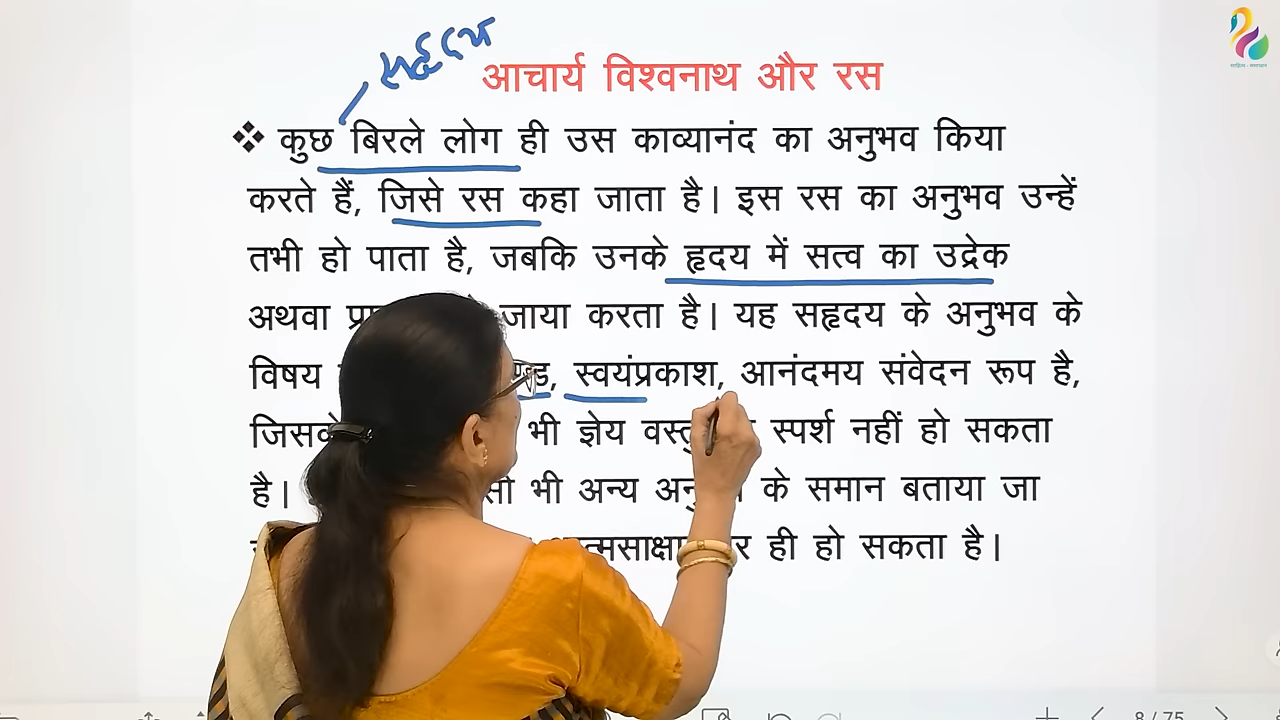 सहृदय
आचार्य विश्वनाथ और रस
❖ कुछ बिरले लोग ही उस काव्यानंद का अनुभव किया
करते हैं, जिसे रस कहा जाता है। इस रस का अनुभव उन्हें
तभी हो पाता है, जबकि उनके हृदय में सत्व का उद्रेक
अथवा जाया करता है। यह सहृदय के अनुभव के
विषय स्वयंप्रकाश, आनंदमय संवेदन रूप है,
भी ज्ञेय स्पर्श नहीं हो सकता
है। भी अन्य के समान बताया जा
ही हो सकता है।
8 / 75